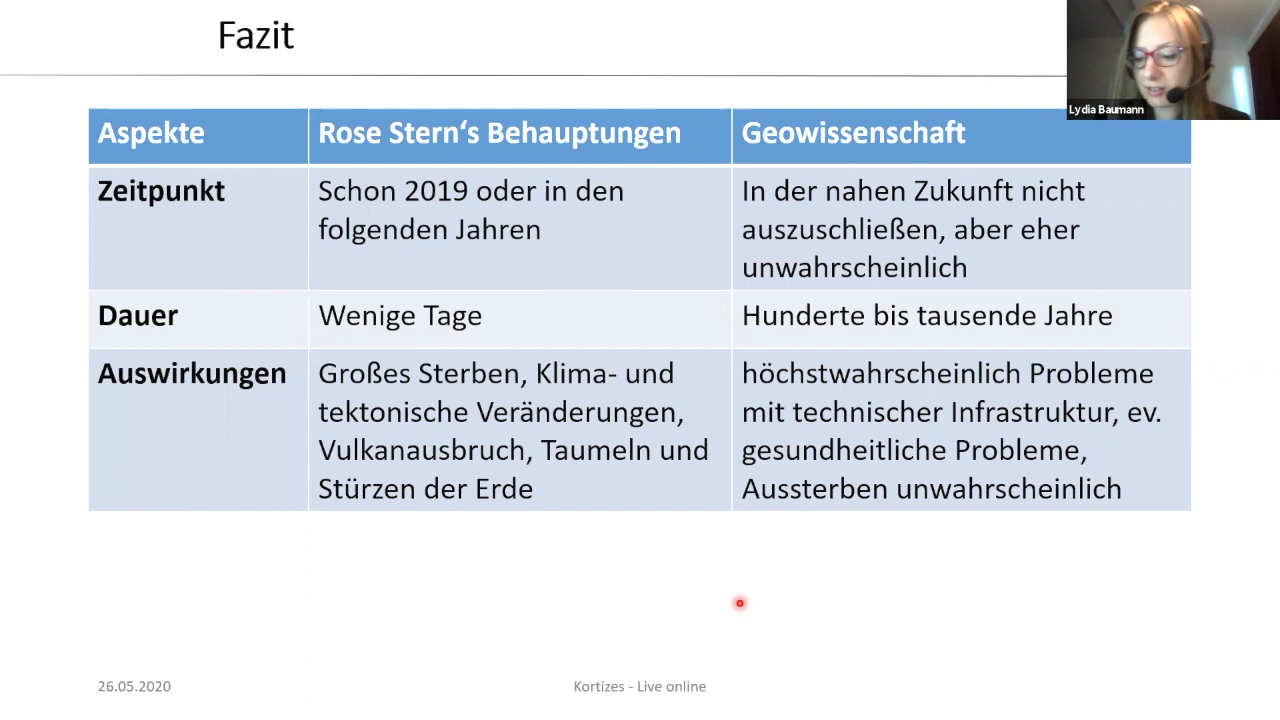 Fazit
Lydia Baumann
Aspekte
Rose Stern‘s Behauptungen
Geowissenschaft
Zeitpunkt
Schon 2019 oder in den
folgenden Jahren
In der nahen Zukunft nicht
auszuschließen, aber eher
unwahrscheinlich
Dauer
Wenige Tage
Hunderte bis tausende Jahre
Auswirkungen
Großes Sterben, Klima- und
tektonische Veränderungen,
Vulkanausbruch, Taumeln und
Stürzen der Erde
höchstwahrscheinlich Probleme
mit technischer Infrastruktur, ev.
gesundheitliche Probleme,
Aussterben unwahrscheinlich
26.05.2020
Kortizes - Live online